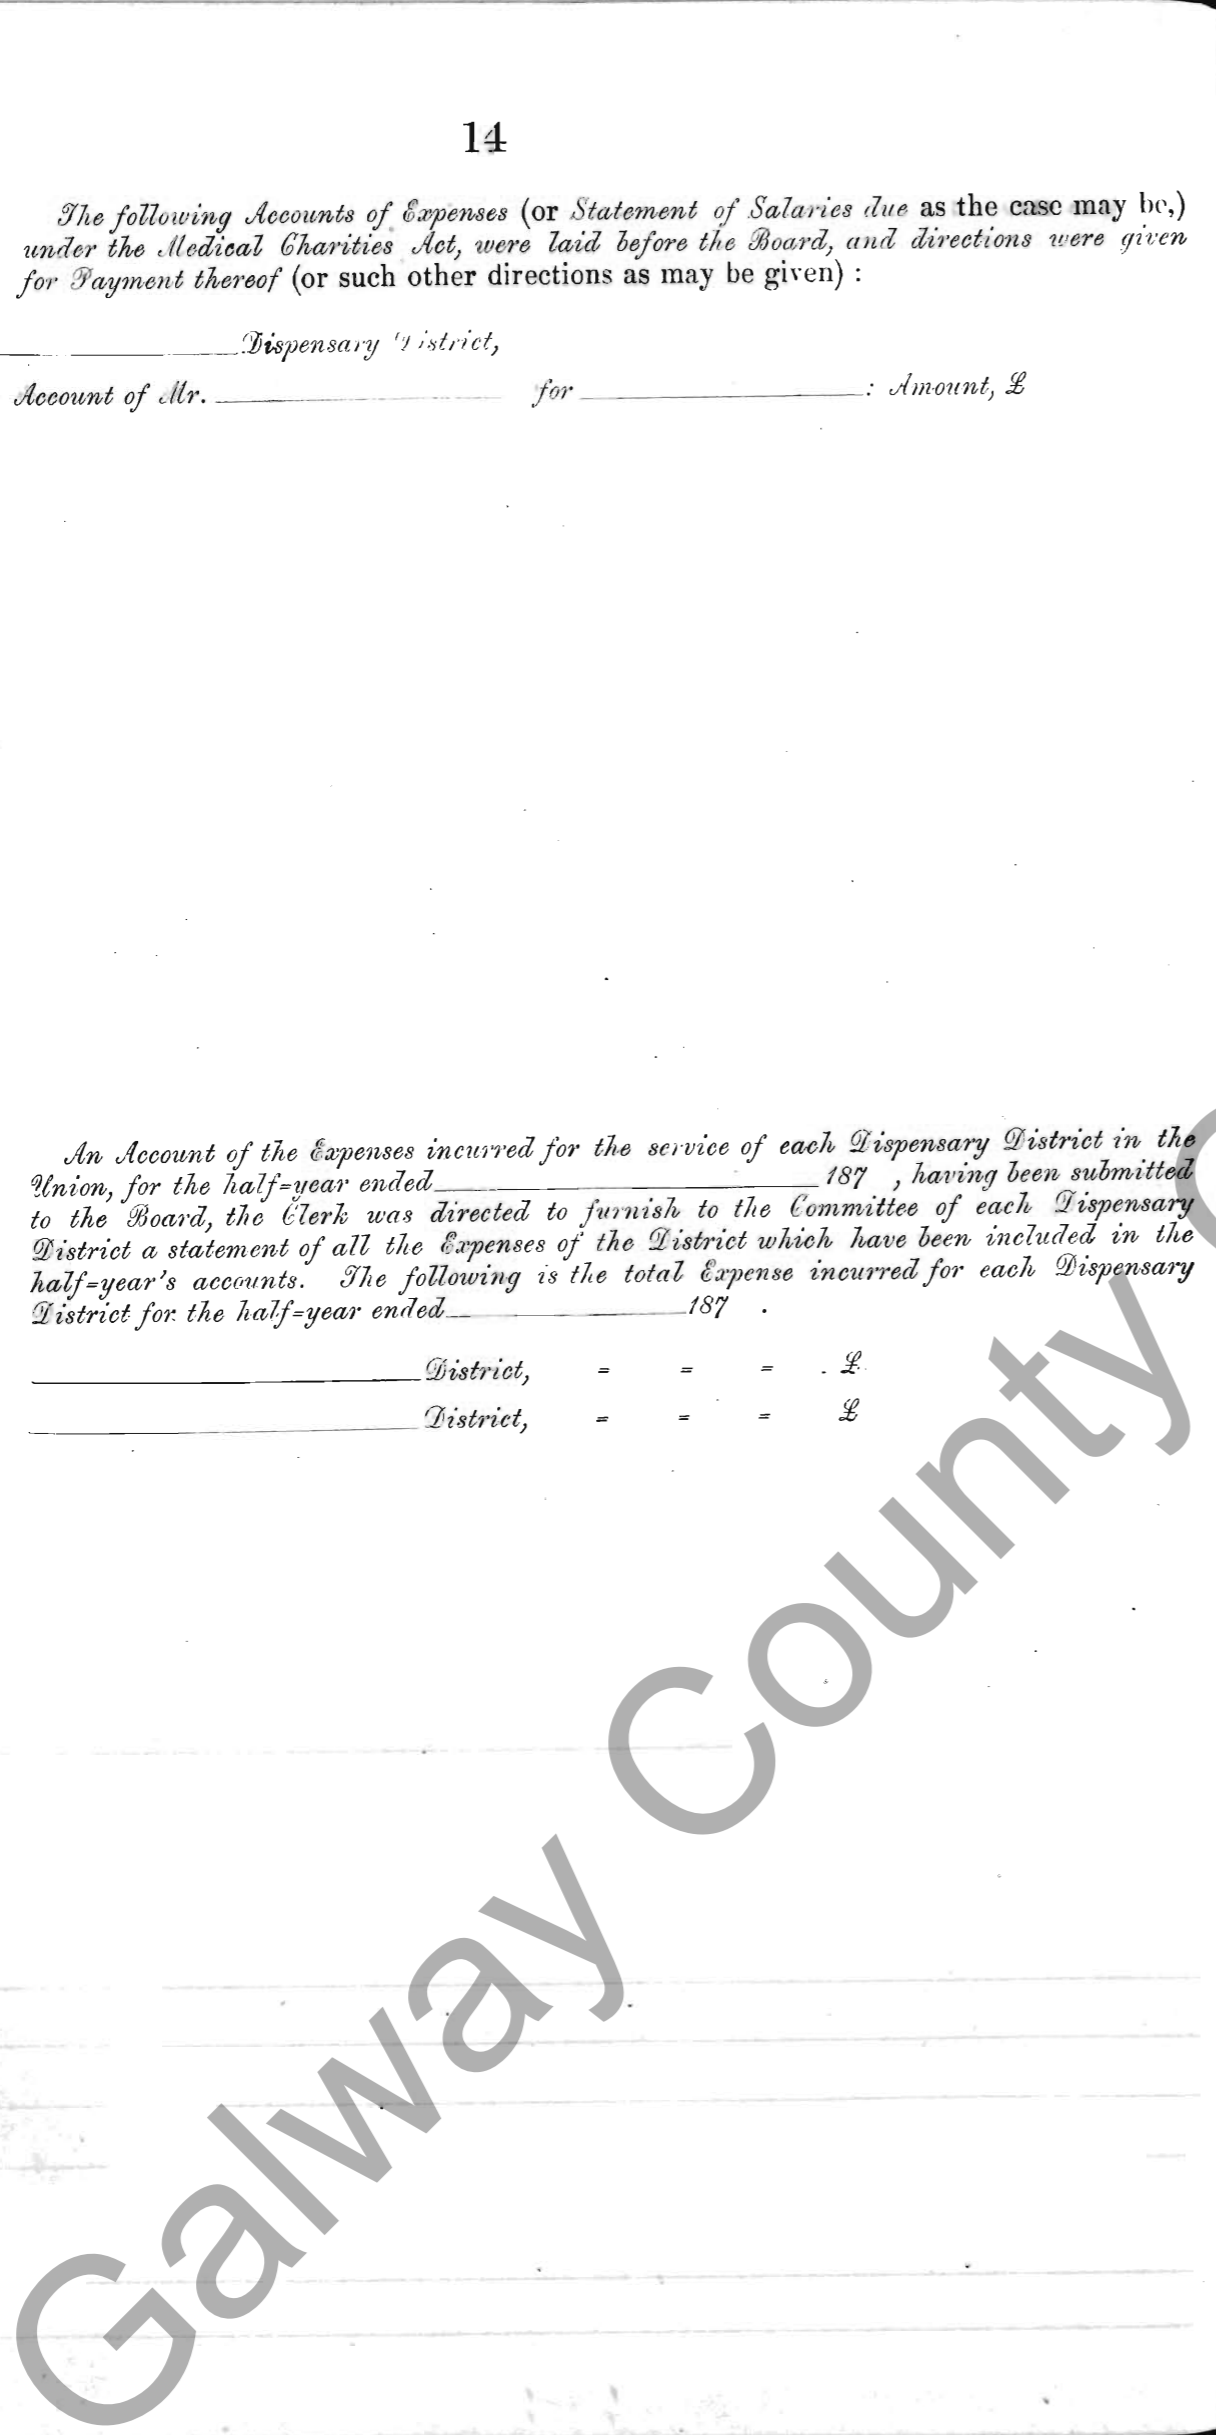 14
The following Accounts of Expenses (or Statement of Salaries due as the case may be,)
under the Medical Charities Act, were laid before the Board, and directions were given
for Payment thereof (or such other directions as may be given) :
Dispensary District,
Account of Mr. for : Amount, £
An Account of the Expenses incurred for the service of each Dispensary District in the
Union, for the half=year ended 187 , having been submitted
to the Board, the Clerk was directed to furnish to the Committee of each Dispensary
District a statement of all the Expenses of the District which have been included in the
half=year's accounts. The following is the total Expense incurred for each Dispensary
District for the half=year ended 187 .
District, = = = . £
District, = = = £
Galway County